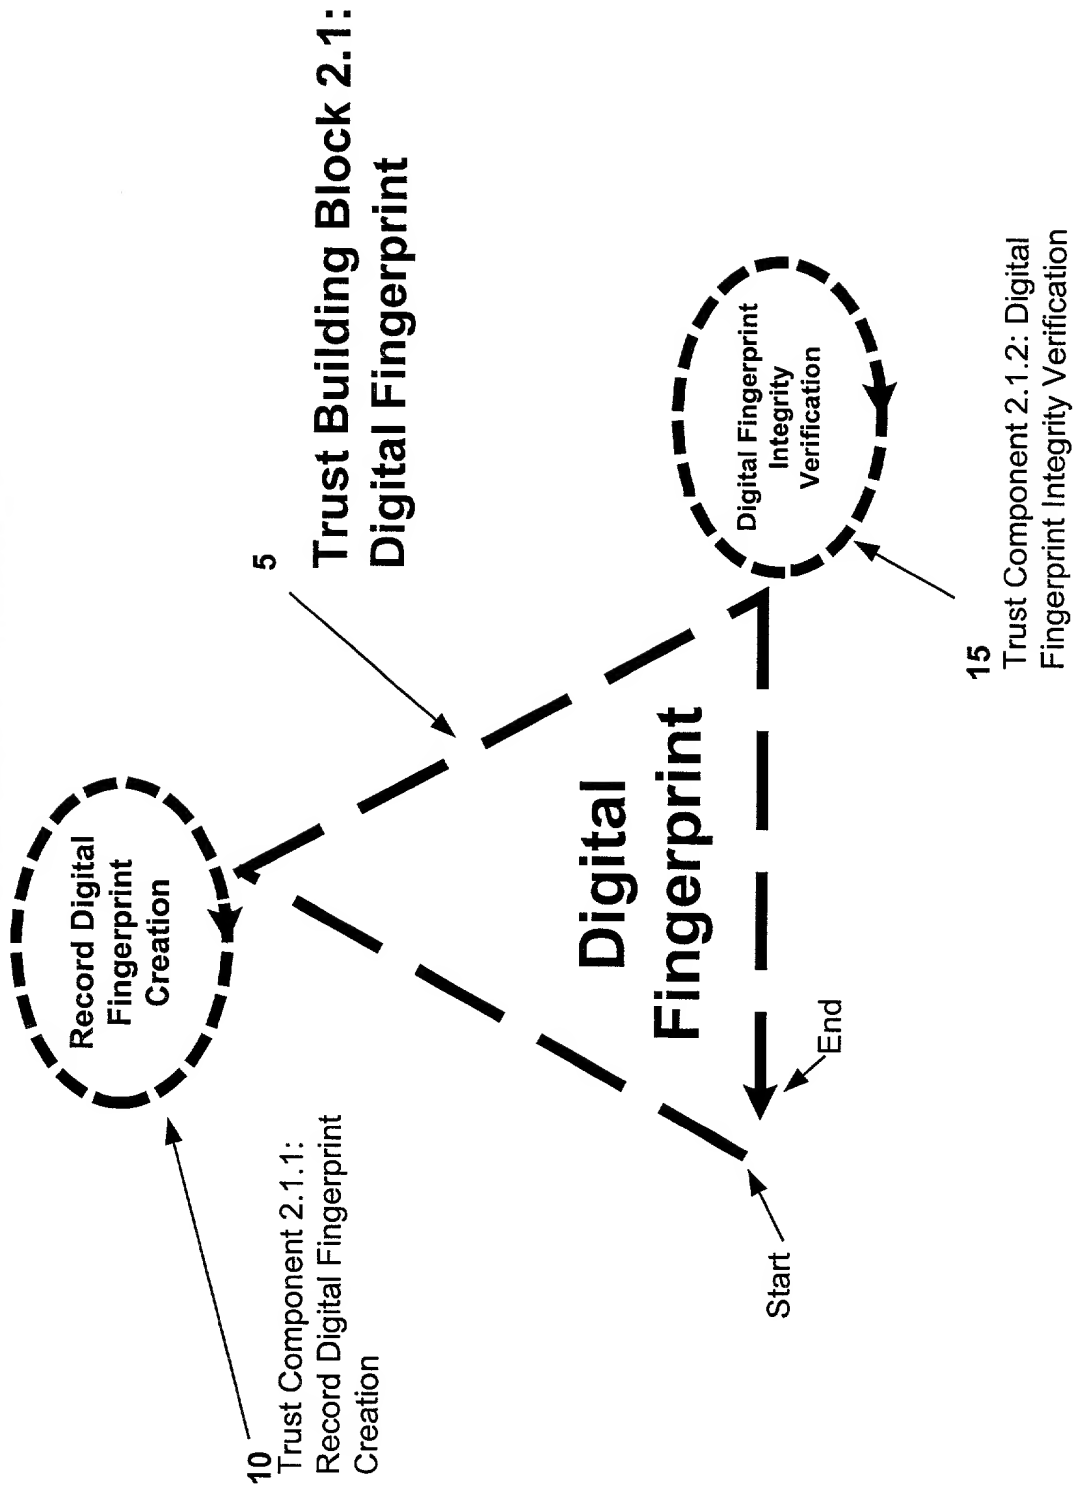 10
Trust Component 2.1.1:
Record Digital Fingerprint
Creation
Record Digital
Fingerprint
Creation
5
Trust Building Block 2.1:
Digital Fingerprint
Digital
Fingerprint
Start
End
Digital Fingerprint
Integrity
Verification
15
Trust Component 2.1.2: Digital
Fingerprint Integrity Verification